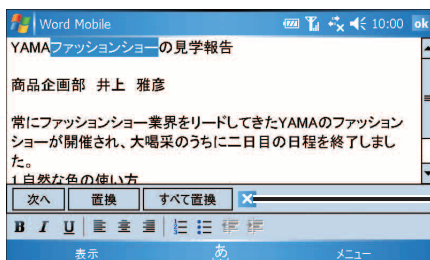 Word Mobile 10:00 ok
YAMAファッションショーの見学報告
商品企画部 井上 雅彦
常にファッションショー業界をリードしてきたYAMAのファッション
ショーが開催され、大喝采のうちに二日目の日程を終了しまし
た。
1.自然な色の使い方
次へ 置換 すべて置換
B I U
表示 あ メニュー